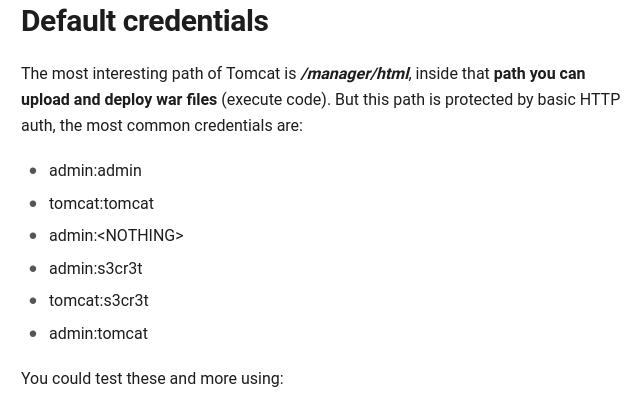 Default credentials
The most interesting path of Tomcat is /manager/html, inside that path you can
upload and deploy war files (execute code). But this path is protected by basic HTTP
auth, the most common credentials are:
• admin:admin
• tomcat:tomcat
• admin:<NOTHING>
• admin:s3cr3t
• tomcat:s3cr3t
• admin:tomcat
You could test these and more using: